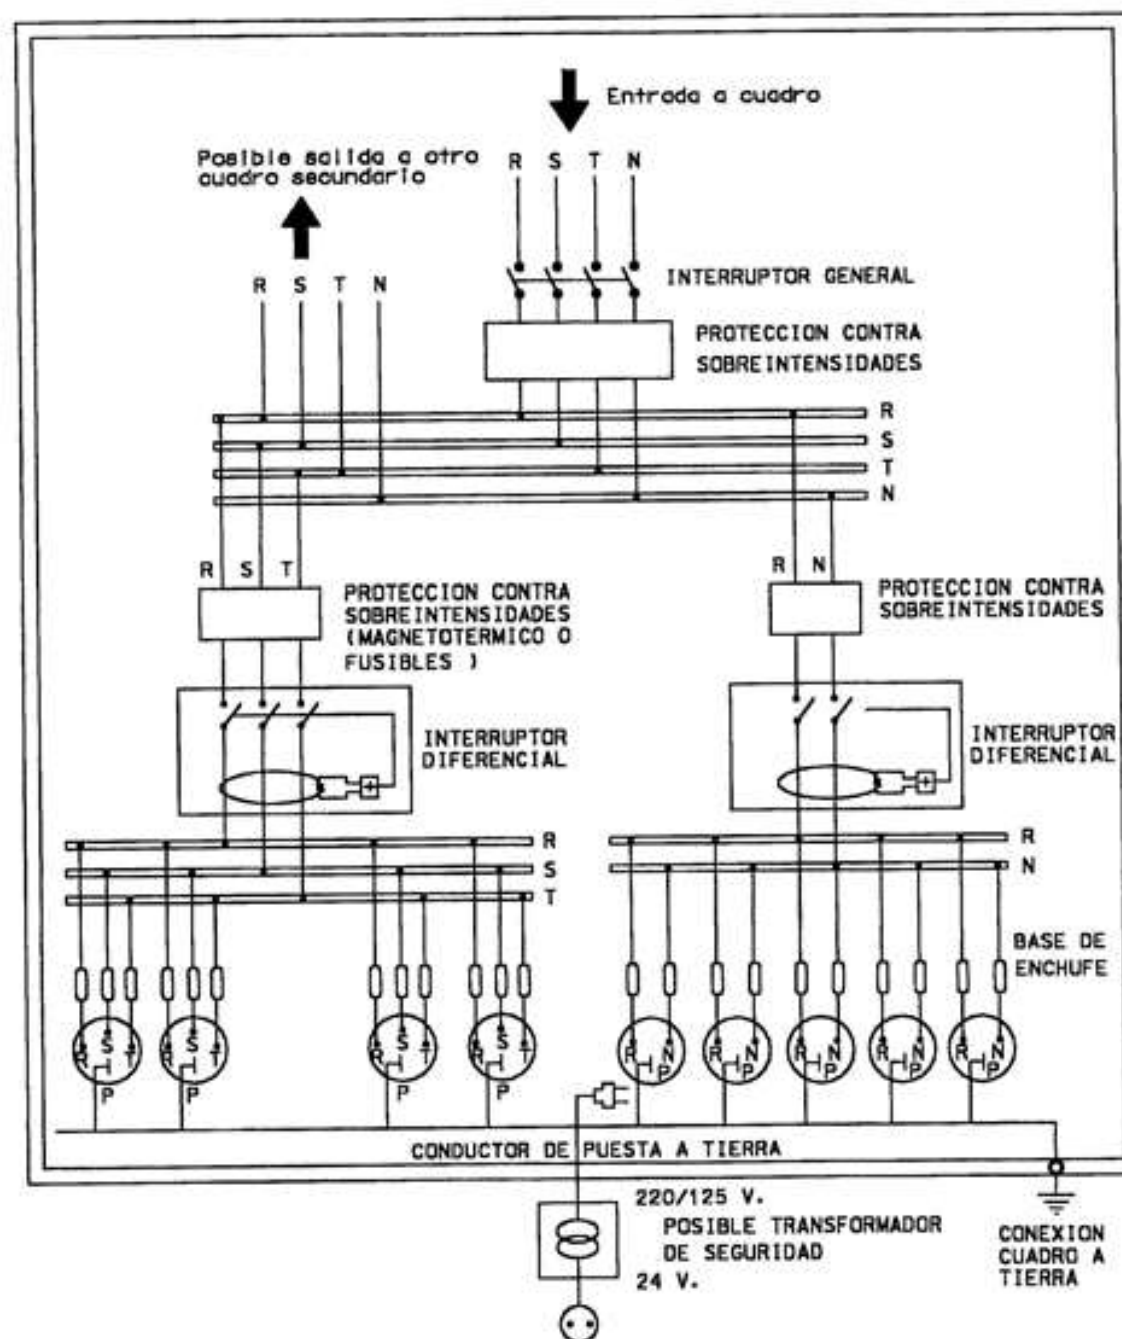 Entrada a cuadro
Posible salida a otro
cuadro secundario
R S T N
R S T N
INTERRUPTOR GENERAL
PROTECCION CONTRA
SOBREINTENSIDADES
R
S
T
N
R S T
R N
PROTECCION CONTRA
SOBREINTENSIDADES
(MAGNETOTERMICO O
FUSIBLES )
PROTECCION CONTRA
SOBREINTENSIDADES
INTERRUPTOR
DIFERENCIAL
INTERRUPTOR
DIFERENCIAL
R
S
T
R
N
BASE DE
ENCHUFE
R S T
R S T
R S T
R S T
R N
R N
R N
R N
R N
P
P
P
P
P
P
P
P
P
CONDUCTOR DE PUESTA A TIERRA
220/125 V.
POSIBLE TRANSFORMADOR
DE SEGURIDAD
24 V.
CONEXION
CUADRO A
TIERRA